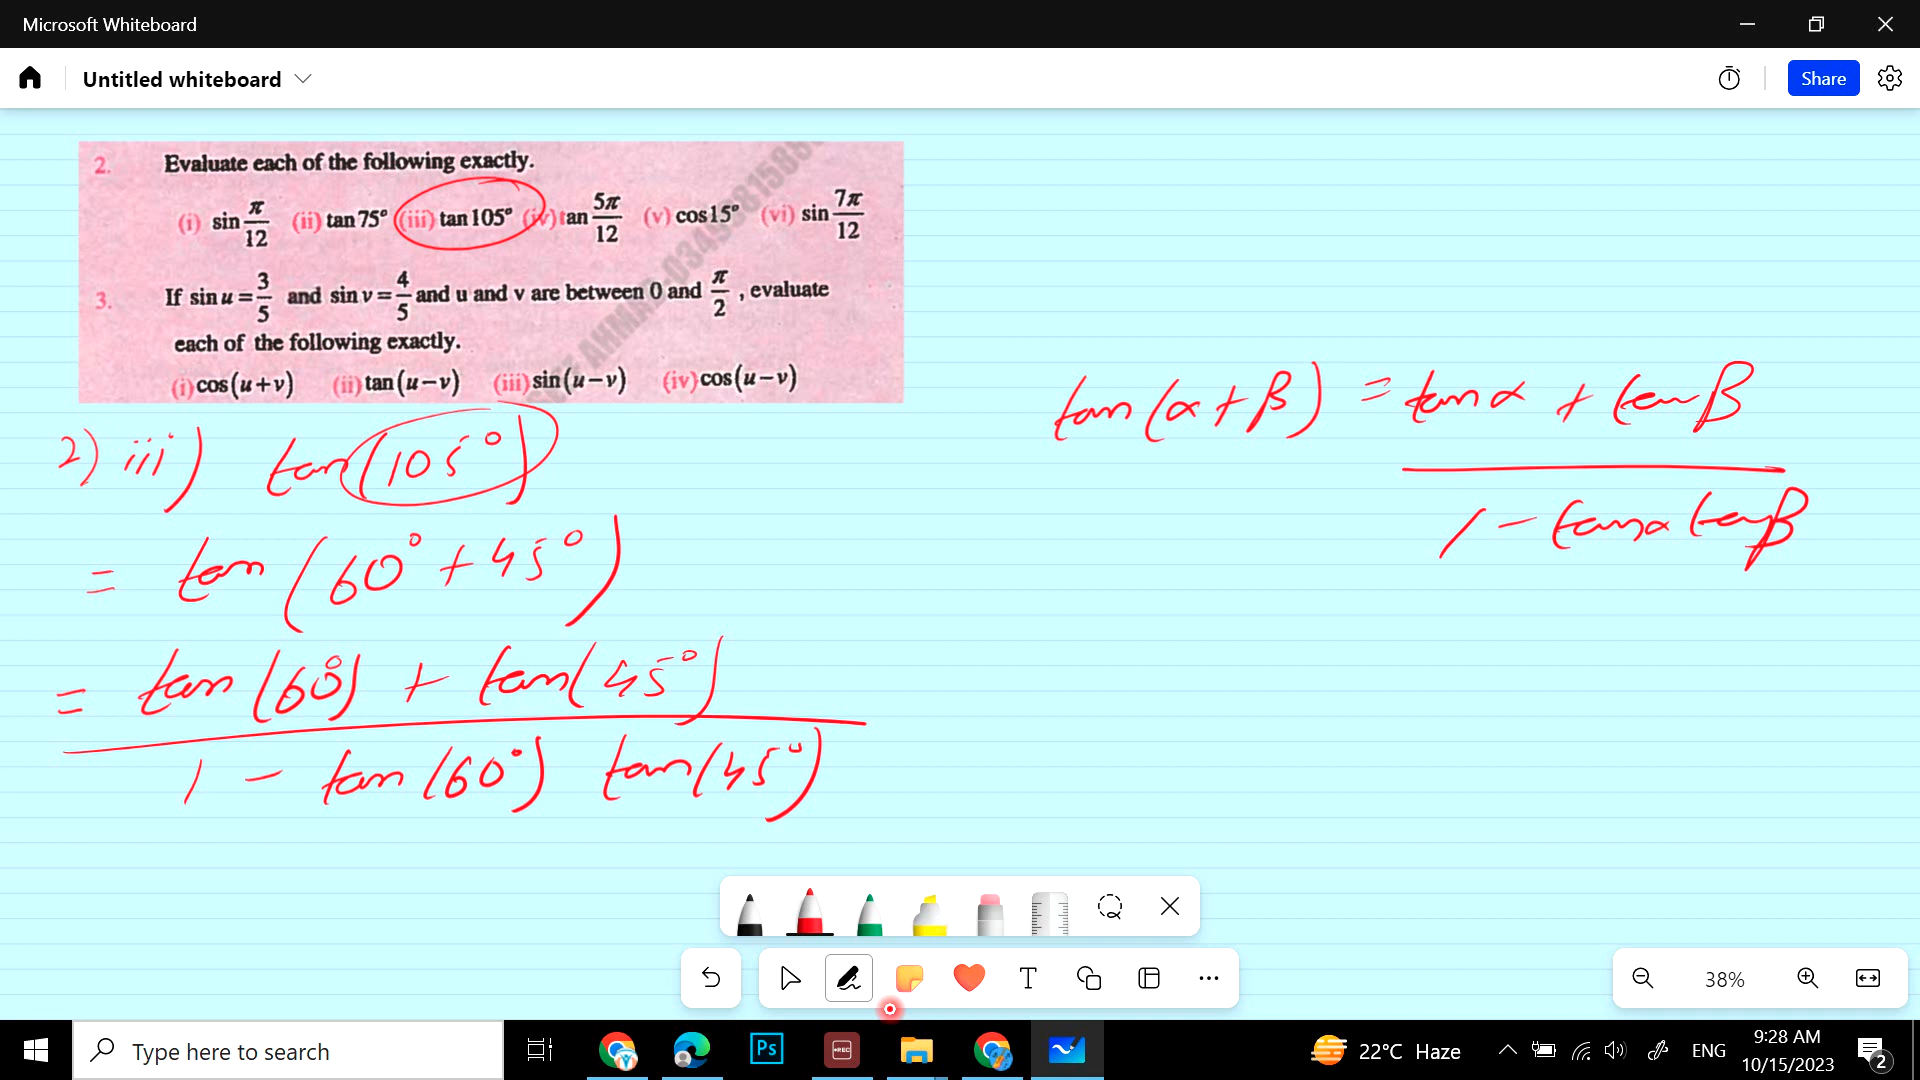 Microsoft Whiteboard
Untitled whiteboard
Share
2. Evaluate each of the following exactly.
(i) sin π/12 (ii) tan 75° (iii) tan 105° (iv) tan 5π/12 (v) cos 15° (vi) sin 7π/12
3. If sin u = 3/5 and sin v = 4/5 and u and v are between 0 and π/2 , evaluate
each of the following exactly.
(i) cos(u+v) (ii) tan(u−v) (iii) sin(u−v) (iv) cos(u−v)
tan(α+β) = tanα + tanβ
1 - tanα tanβ
2) iii) tan(105°)
= tan(60° + 45°)
= tan(60°) + tan(45°)
1 - tan(60°) tan(45°)
T
38%
Type here to search
Ps
REC
22°C Haze
ENG
9:28 AM
10/15/2023
2